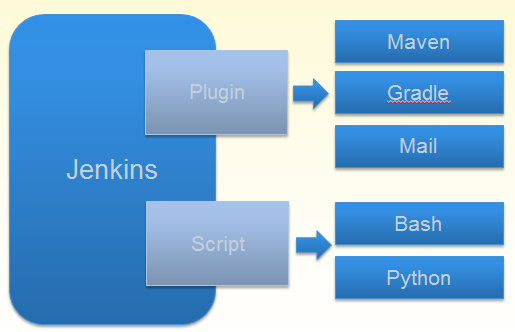 Jenkins
Plugin
Maven
Gradle
Mail
Script
Bash
Python